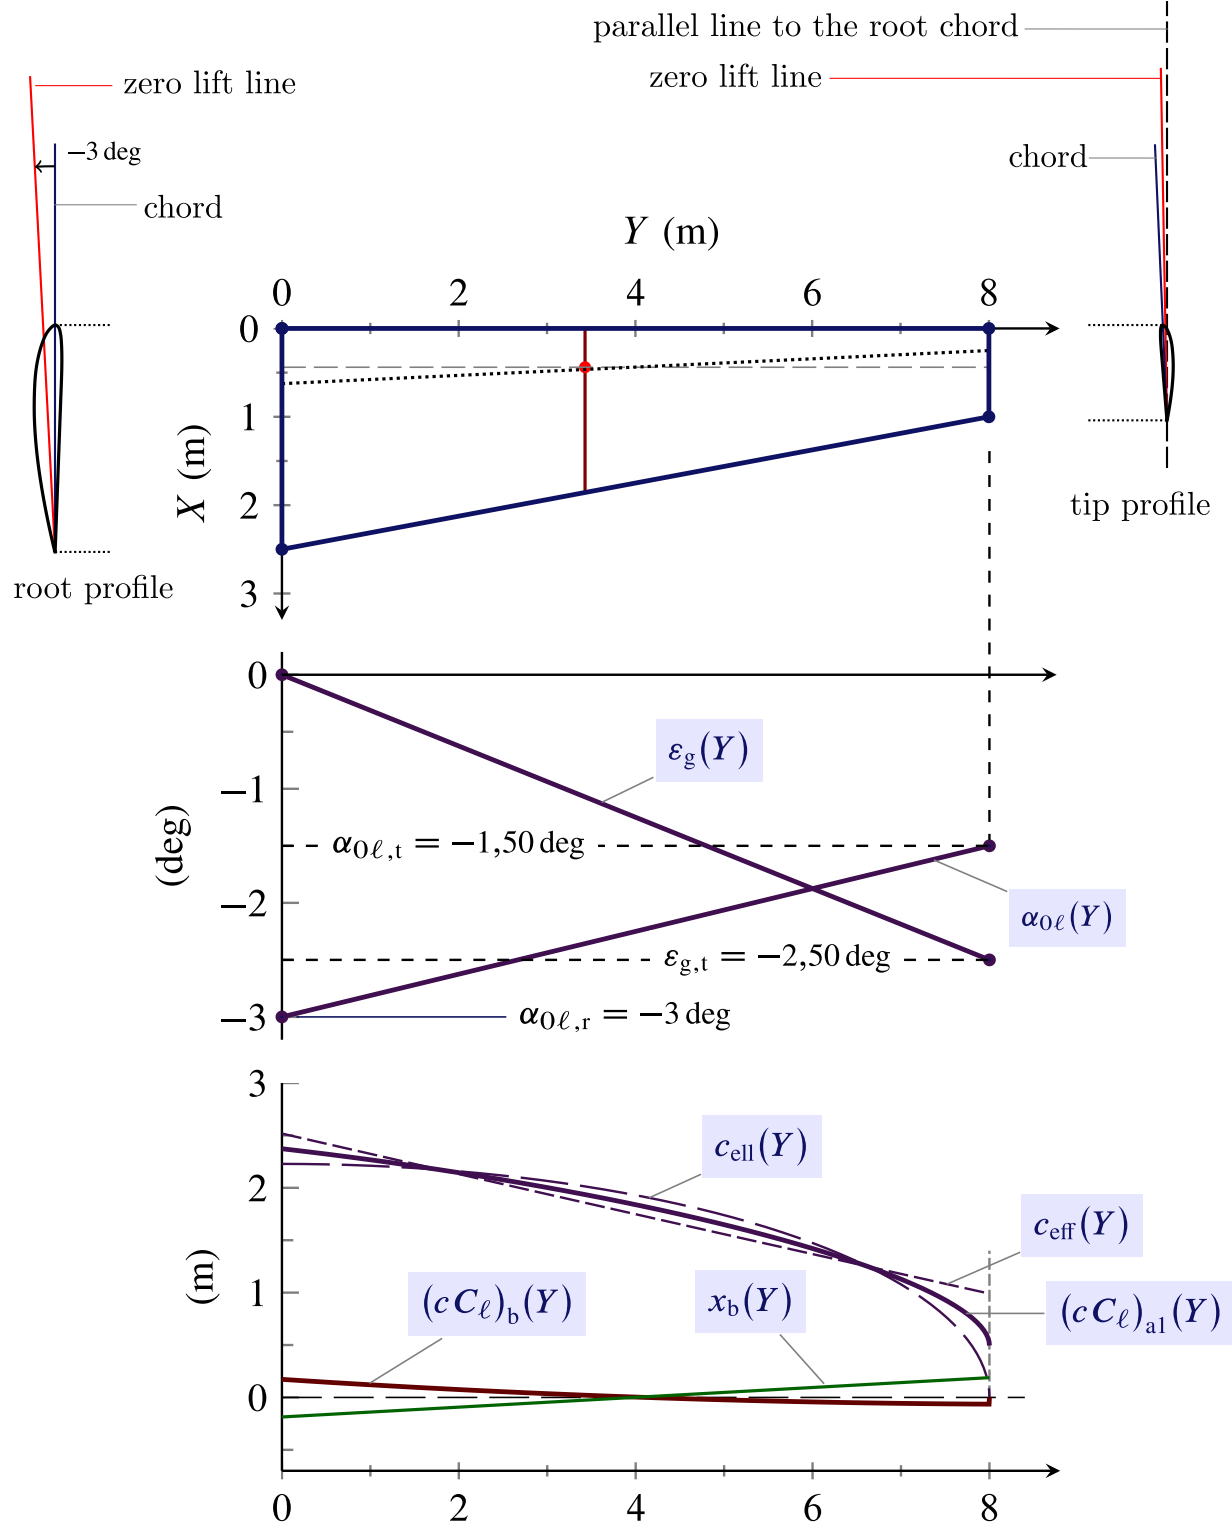 parallel line to the root chord
zero lift line
zero lift line
−3 deg
chord
chord
Y (m)
0 2 4 6 8
0
1
2
3
X (m)
tip profile
root profile
0
−1
−2
−3
(deg)
εg(Y)
α0ℓ,t = −1,50 deg
α0ℓ(Y)
εg,t = −2,50 deg
α0ℓ,r = −3 deg
3
2
1
0
(m)
cell(Y)
ceff(Y)
(c Cℓ)b(Y)
xb(Y)
(c Cℓ)a1(Y)
0 2 4 6 8